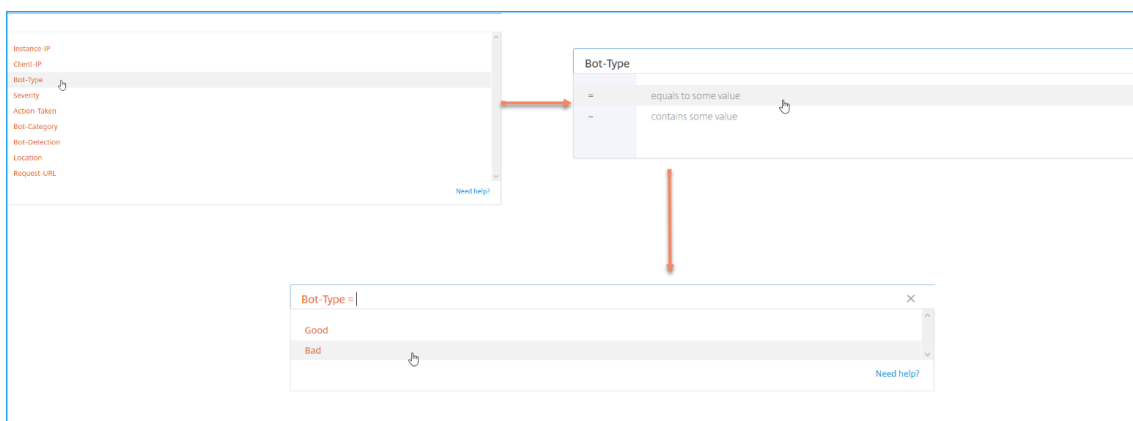 Instance-IP
Client-IP
Bot-Type
Severity
Action-Taken
Bot-Category
Bot-Detection
Location
Request-URL
Need help?
Bot-Type
= equals to some value
~ contains some value
Bot-Type =
Good
Bad
Need help?